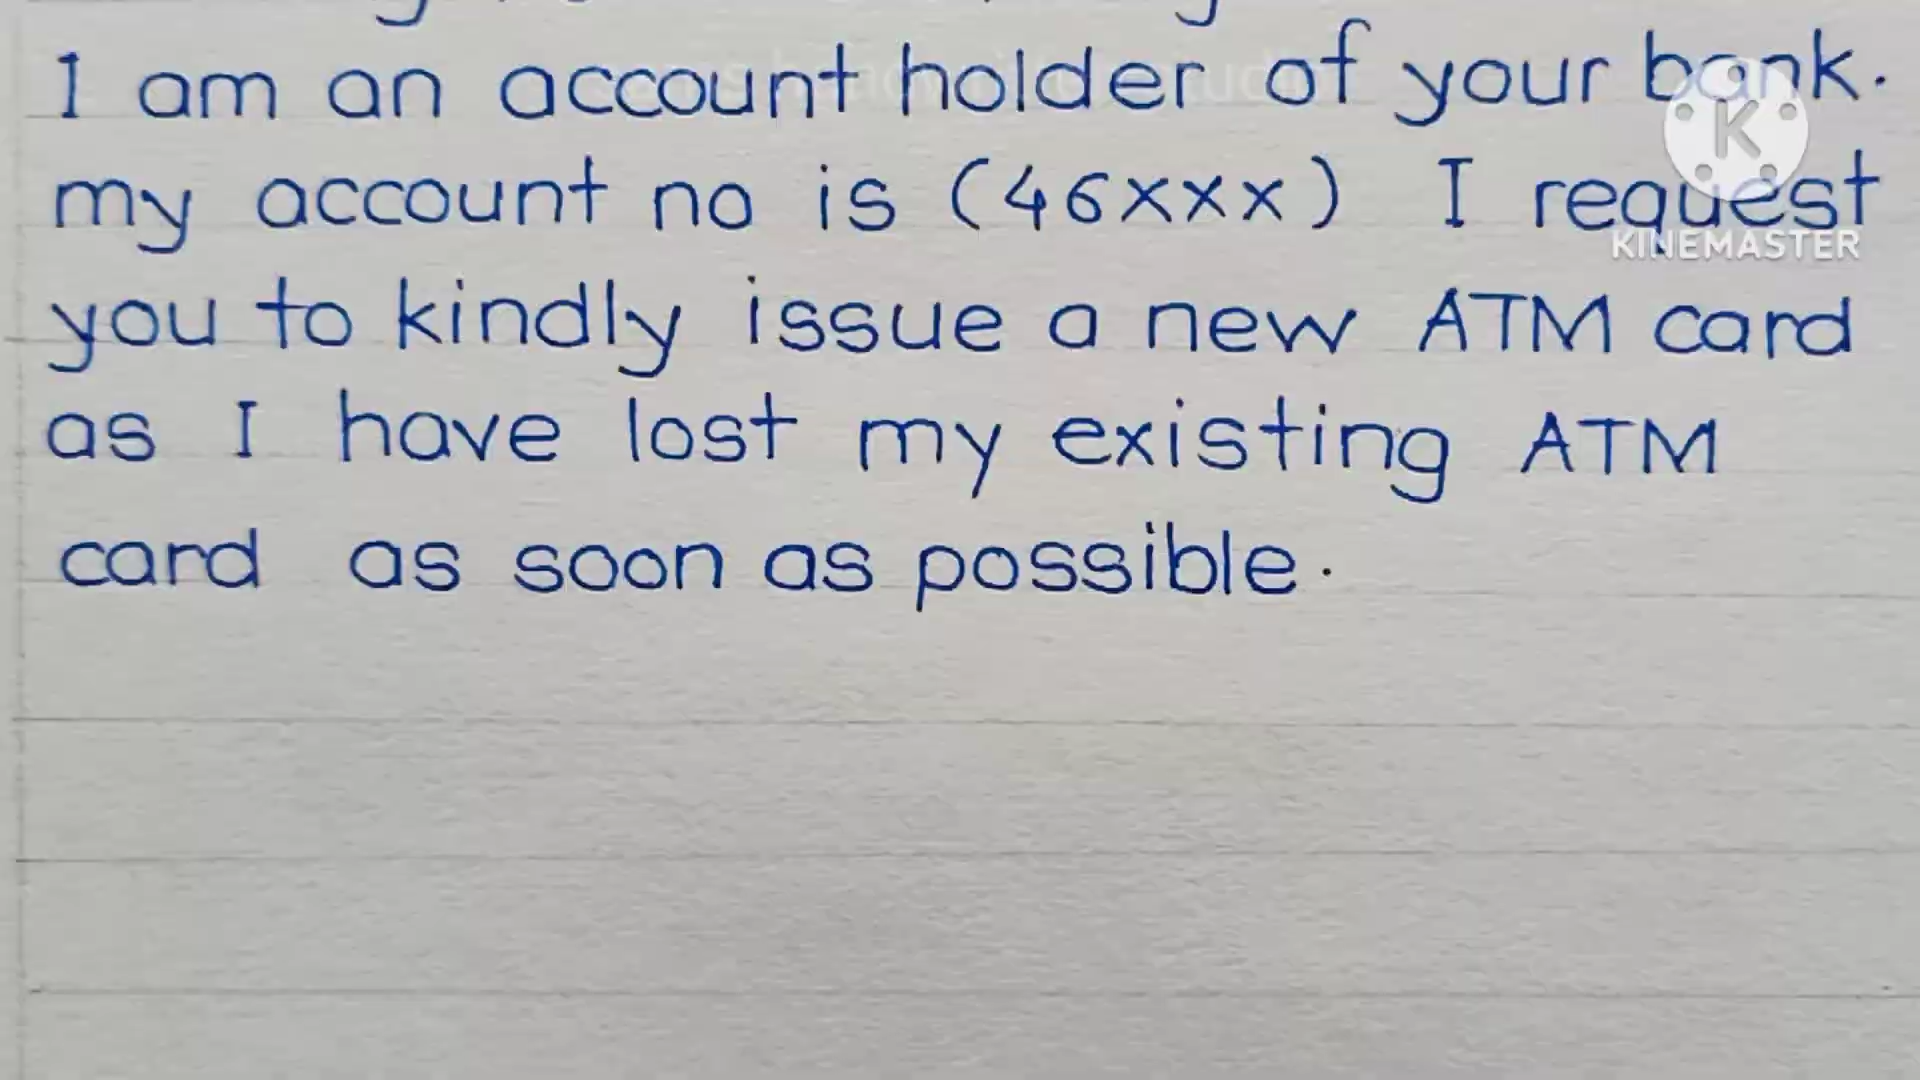 I am an account holder of your bank.
my account no is (46xxx) I request
KINEMASTER
you to kindly issue a new ATM card
as I have lost my existing ATM
card as soon as possible.